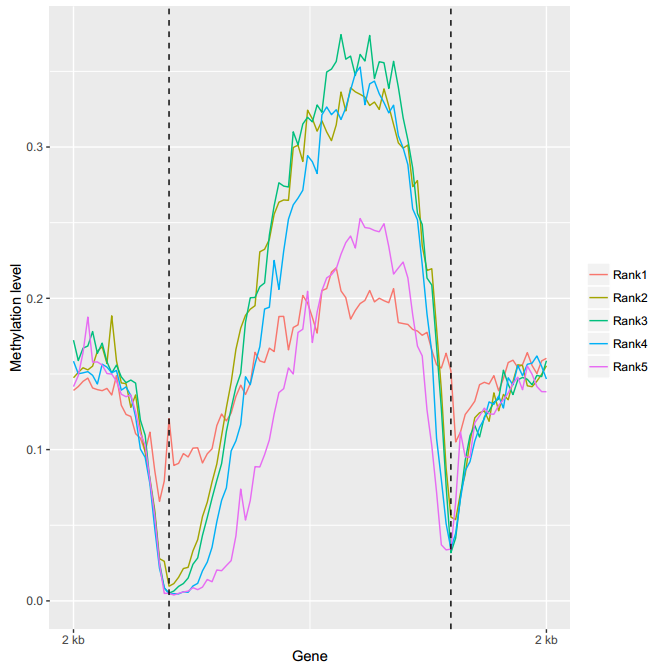 Methylation level
0.3
0.2
0.1
0.0
2 kb
2 kb
Gene
Rank1
Rank2
Rank3
Rank4
Rank5